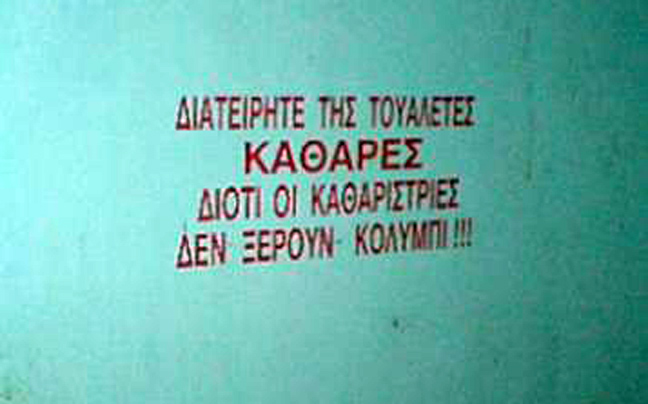 ΔΙΑΤΕΙΡΗΤΕ ΤΗΣ ΤΟΥΑΛΕΤΕΣ
ΚΑΘΑΡΕΣ
ΔΙΟΤΙ ΟΙ ΚΑΘΑΡΙΣΤΡΙΕΣ
ΔΕΝ ΞΕΡΟΥΝ ΚΟΛΥΜΠΙ!!!